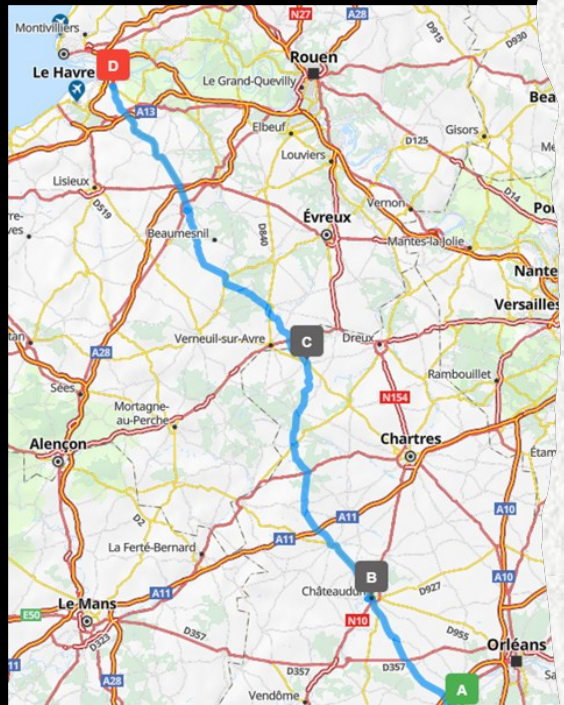 N27
A28
Montivilliers
D915
D930
Le Havre
D
Rouen
Le Grand-Quevilly
A13
Elbeuf
D125
Gisors
Bea
Louviers
Lisieux
D519
D14
Vernon
Beaumesnil
D840
Évreux
Mantes-la-Jolie
Nante
Versailles
Verneuil-sur-Avre
C
Dreux
A28
Rambouillet
Sées
Mortagne-
au-Perche
N154
Alençon
Chartres
A10
D2
A11
La Ferté-Bernard
A11
A11
A10
B
Châteaudun
D927
E50
Le Mans
N10
D955
D323
D357
Orléans
11
D357
D357
A
A28
Vendôme